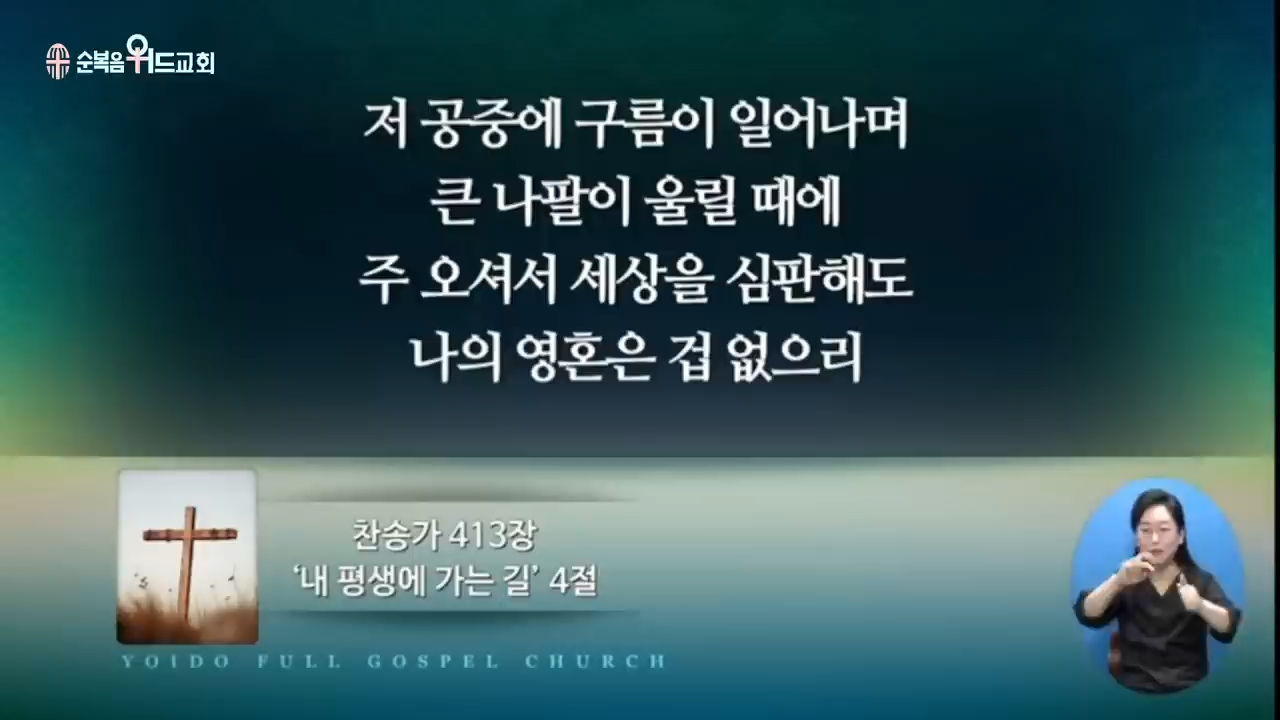 순복음위드교회
저 공중에 구름이 일어나며
큰 나팔이 울릴 때에
주 오셔서 세상을 심판해도
나의 영혼은 겁 없으리
찬송가 413장
‘내 평생에 가는 길’ 4절
YOIDO FULL GOSPEL CHURCH